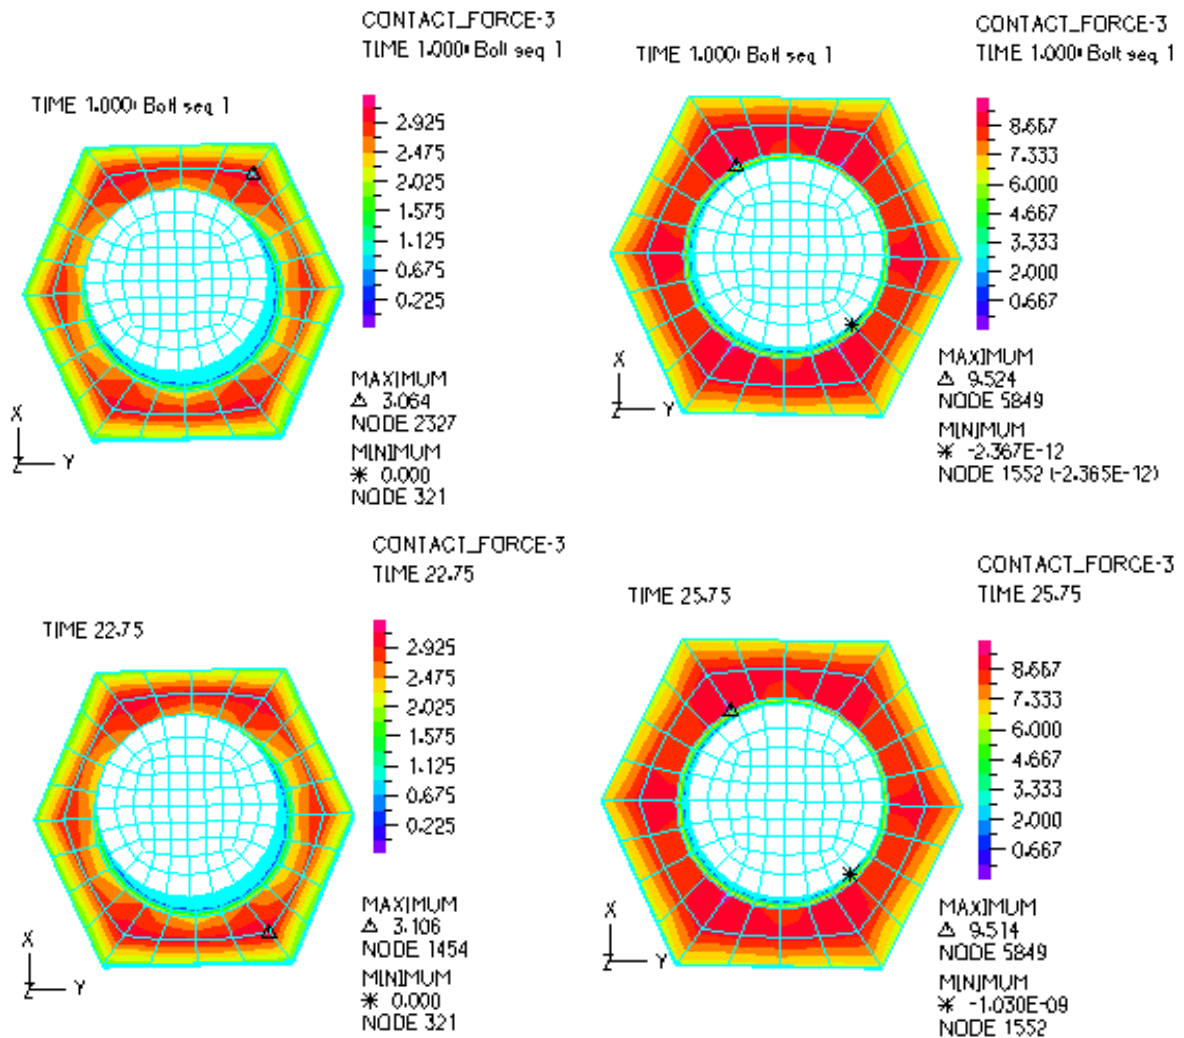 CONTACT_FORCE-3
TIME 1.000: Bolt seq 1
TIME 1.000: Bolt seq 1
2.925
2.475
2.025
1.575
1.125
0.675
0.225
MAXIMUM
△ 3.064
NODE 2327
MINIMUM
✳ 0.000
NODE 321
X
Y
Z
CONTACT_FORCE-3
TIME 1.000: Bolt seq 1
TIME 1.000: Bolt seq 1
8.667
7.333
6.000
4.667
3.333
2.000
0.667
MAXIMUM
△ 9.524
NODE 5849
MINIMUM
✳ -2.367E-12
NODE 1552 (-2.365E-12)
X
Y
Z
CONTACT_FORCE-3
TIME 22.75
TIME 22.75
2.925
2.475
2.025
1.575
1.125
0.675
0.225
MAXIMUM
△ 3.106
NODE 1454
MINIMUM
✳ 0.000
NODE 321
X
Y
Z
CONTACT_FORCE-3
TIME 25.75
TIME 25.75
8.667
7.333
6.000
4.667
3.333
2.000
0.667
MAXIMUM
△ 9.514
NODE 5849
MINIMUM
✳ -1.030E-09
NODE 1552
X
Y
Z